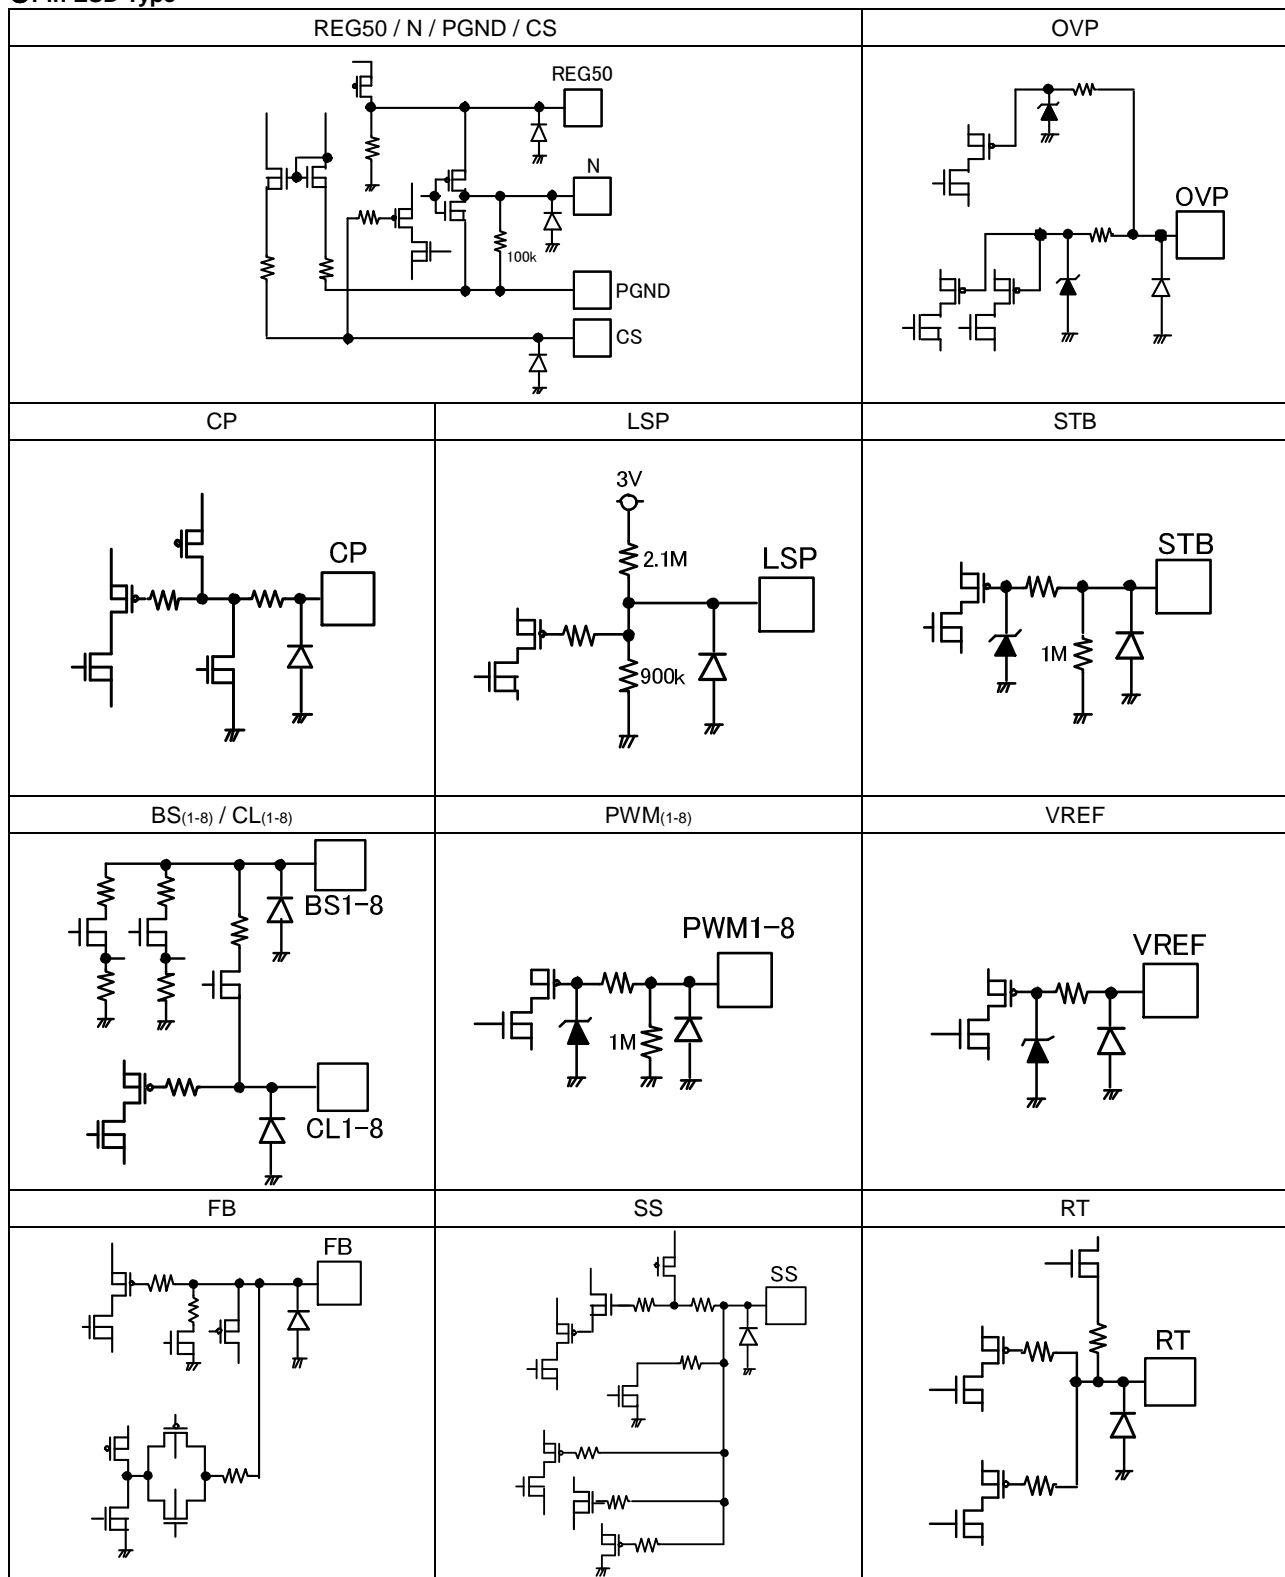 REG50 / N / PGND / CS
OVP
REG50
N
100k
PGND
CS
OVP
CP
LSP
STB
CP
3V
2.1M
LSP
900k
STB
1M
BS(1-8) / CL(1-8)
PWM(1-8)
VREF
BS1-8
CL1-8
PWM1-8
1M
VREF
FB
SS
RT
FB
SS
RT